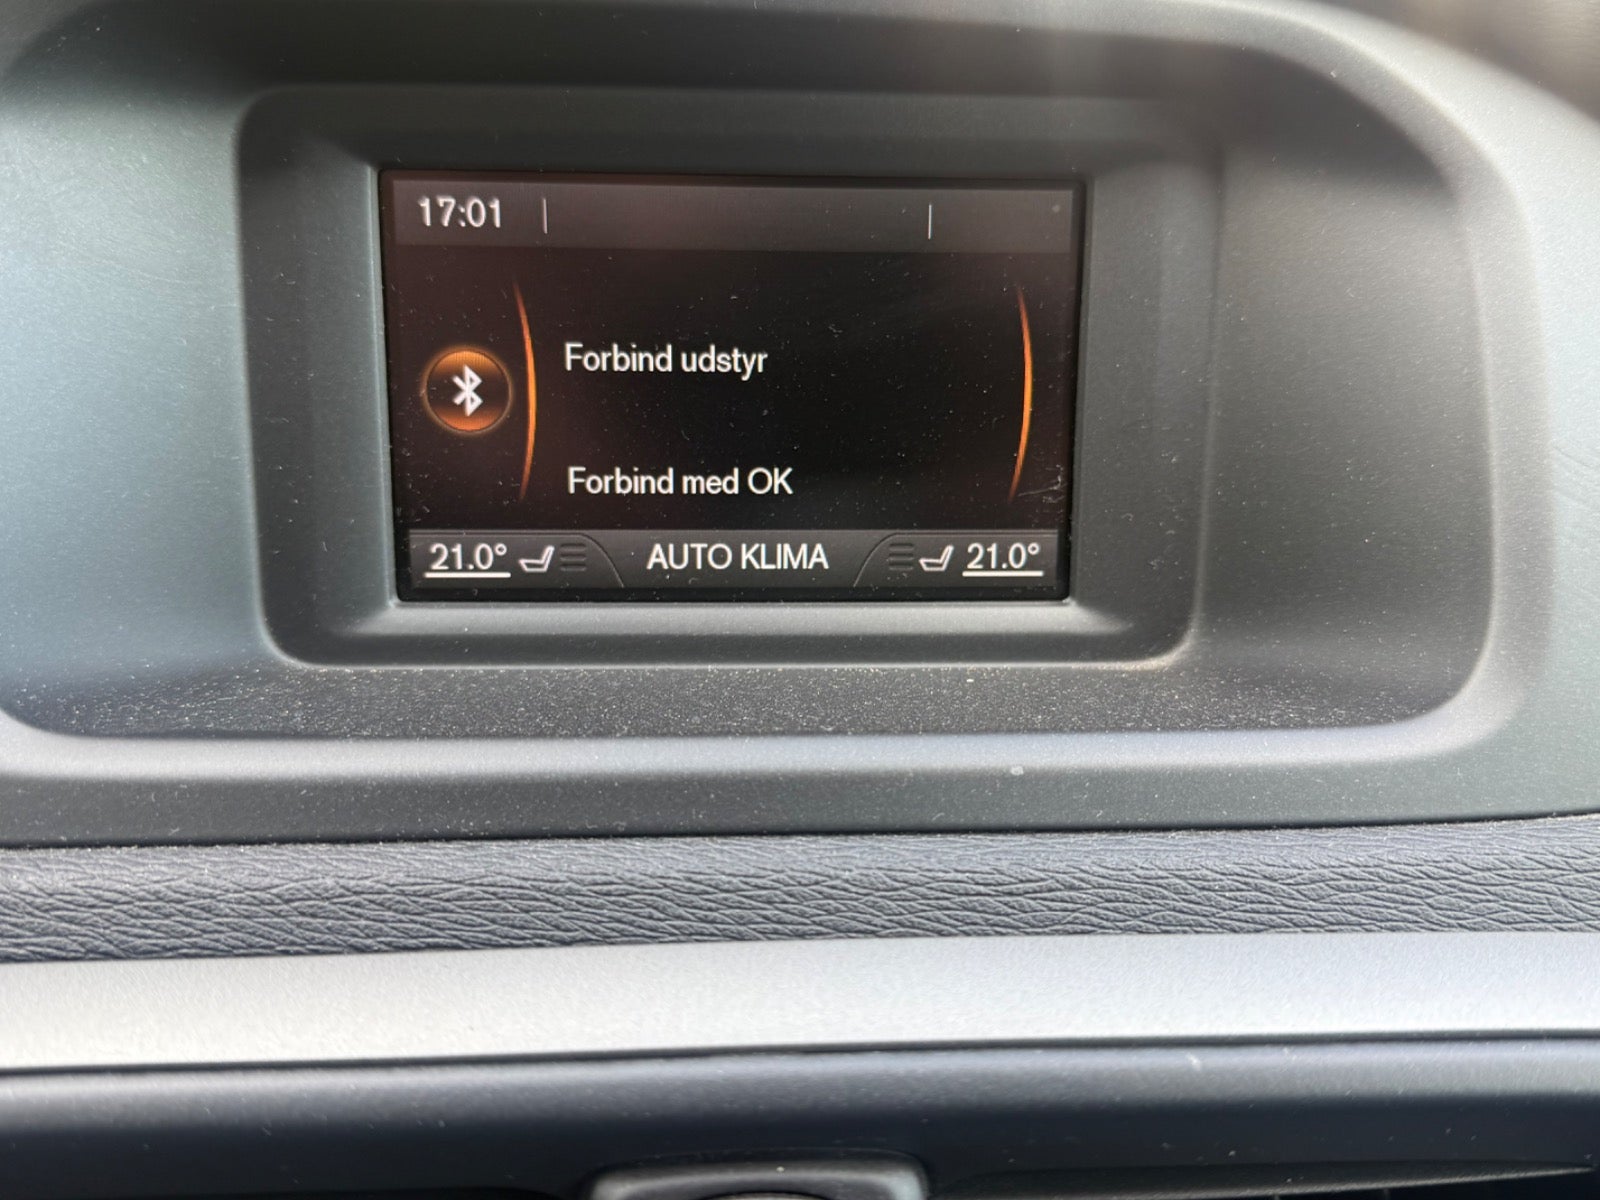 17:01
Forbind udstyr
Forbind med OK
21.0° AUTO KLIMA 21.0°